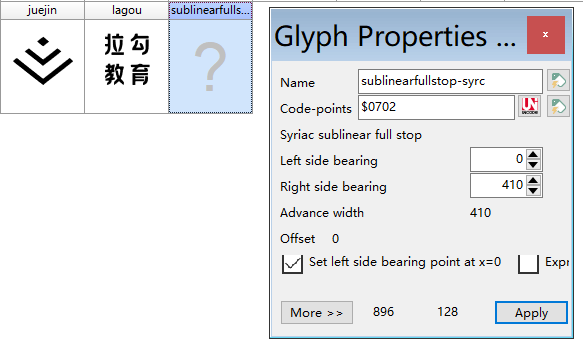 juejin
lagou
sublinearfulls...
拉勾
教育
?
Glyph Properties ...
x
Name
sublinearfullstop-syrc
Code-points
$0702
UNICODE
Syriac sublinear full stop
Left side bearing
0
Right side bearing
410
Advance width
410
Offset
0
Set left side bearing point at x=0
Expr
More >>
896
128
Apply